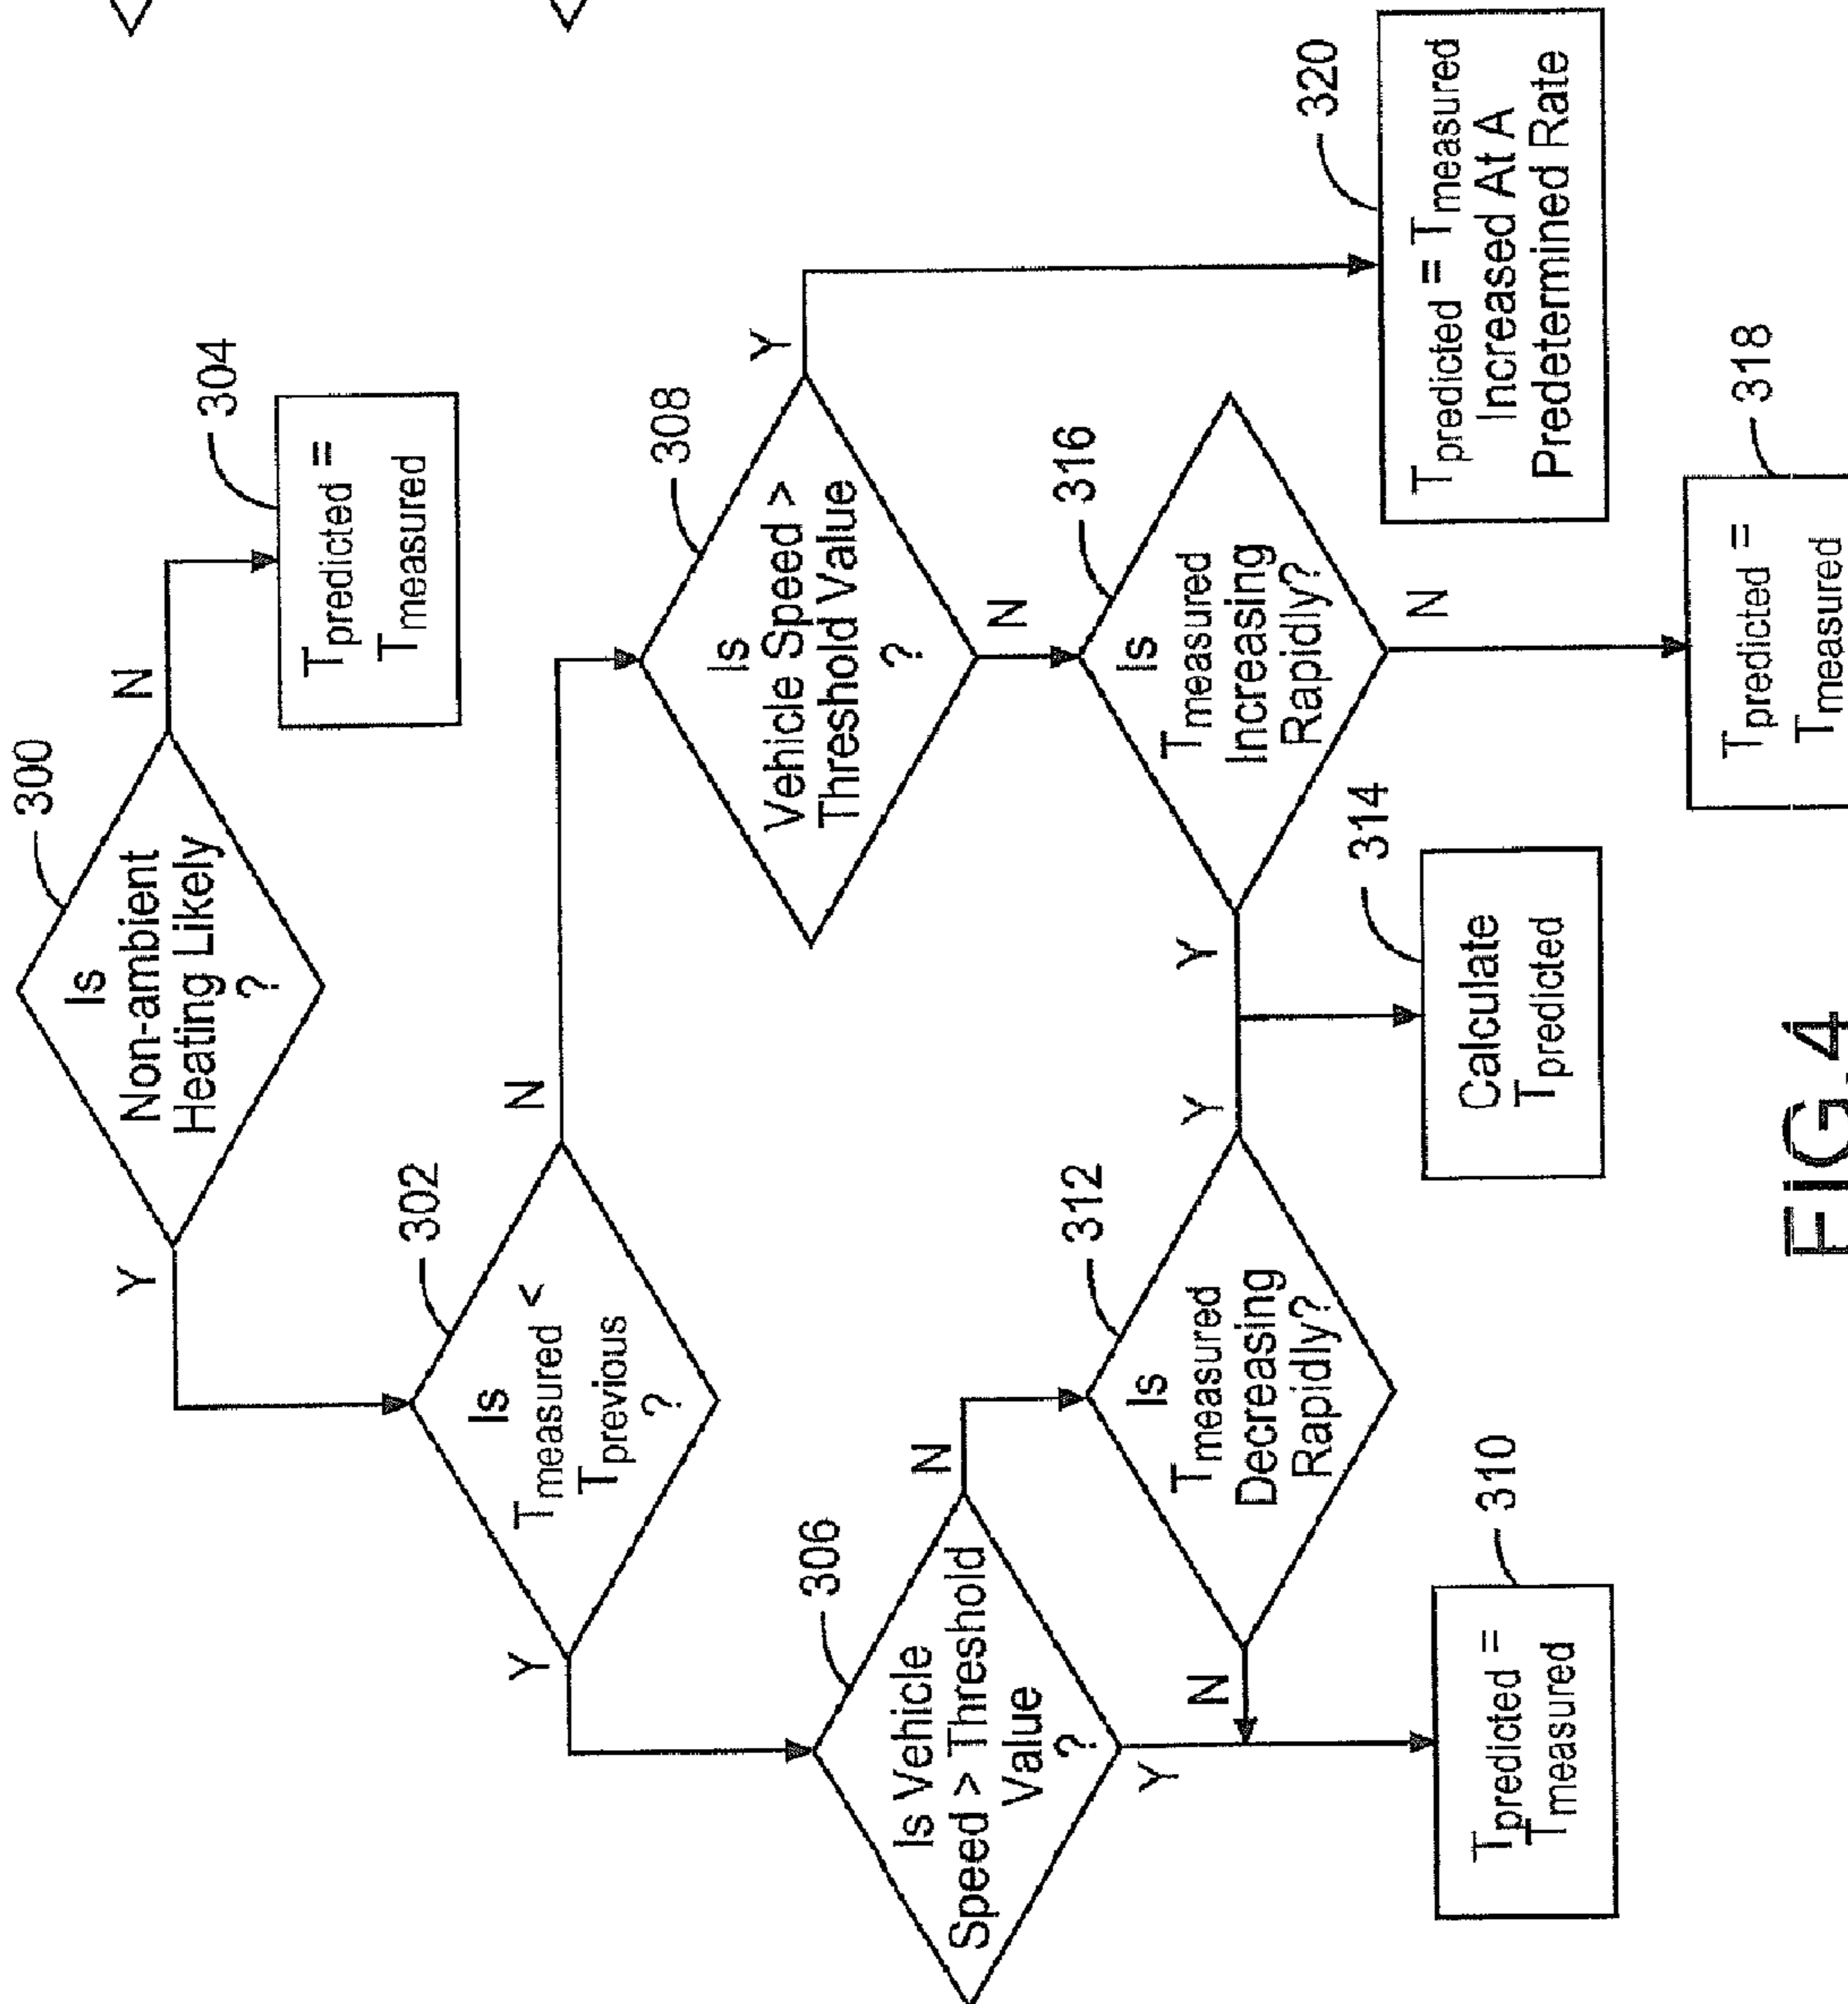 300
Is
Non-ambient
Heating Likely
?
Y
N
304
Tpredicted =
Tmeasured
302
Is
Tmeasured <
Tprevious
?
Y
N
306
Is Vehicle
Speed > Threshold
Value
?
Y
N
308
Is
Vehicle Speed >
Threshold Value
?
Y
N
312
Is
Tmeasured
Decreasing
Rapidly?
N
Y
316
Is
Tmeasured
Increasing
Rapidly?
Y
N
310
Tpredicted =
Tmeasured
314
Calculate
Tpredicted
320
Tpredicted = Tmeasured
Increased At A
Predetermined Rate
318
Tpredicted =
Tmeasured
FIG.4